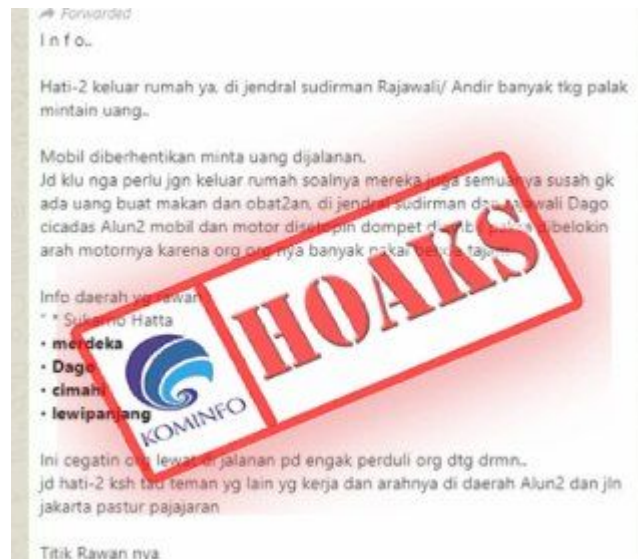 Forwarded
I n f o..
Hati-2 keluar rumah ya, di jendral sudirman Rajawali/ Andir banyak tkg palak
mintain uang..
Mobil diberhentikan minta uang dijalanan.
Jd klu nga perlu jgn keluar rumah soalnya mereka juga semuanya susah gk
ada uang buat makan dan obat2an, di jendral sudirman dan rajawali Dago
cicadas Alun2 mobil dan motor distopin dompet dibelokin
arah motornya karena org org nya banyak pakai
Info daerah yg rawan
* * Sukarno Hatta
• merdeka
• Dago
• cimahi
• lewipanjang
HOAKS
KOMINFO
Ini cegatin org lewat di jalanan pd engak perduli org dtg drmn..
jd hati-2 ksh tau teman yg lain yg kerja dan arahnya di daerah Alun2 dan jln
jakarta pastur pajajaran
Titik Rawan nya